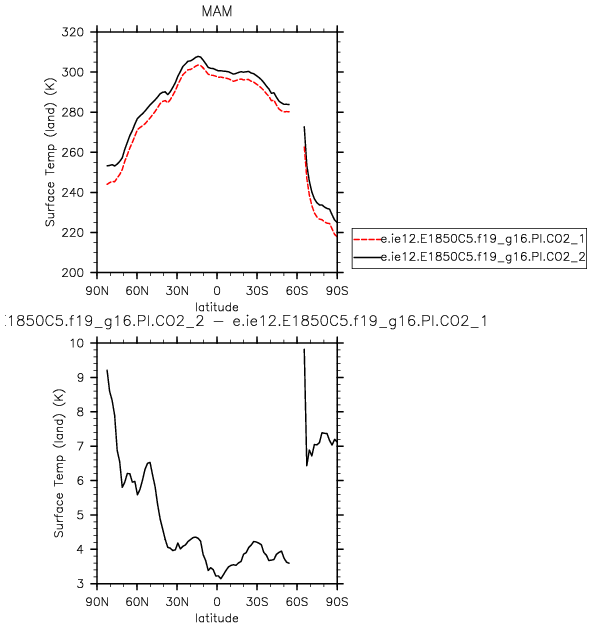 MAM
320
300
280
260
240
220
200
Surface Temp (land) (K)
90N 60N 30N 0 30S 60S 90S
latitude
e.ie12.E1850C5.f19_g16.PI.CO2_1
e.ie12.E1850C5.f19_g16.PI.CO2_2
:1850C5.f19_g16.PI.CO2_2 – e.ie12.E1850C5.f19_g16.PI.CO2_1
10
9
8
7
6
5
4
3
Surface Temp (land) (K)
90N 60N 30N 0 30S 60S 90S
latitude